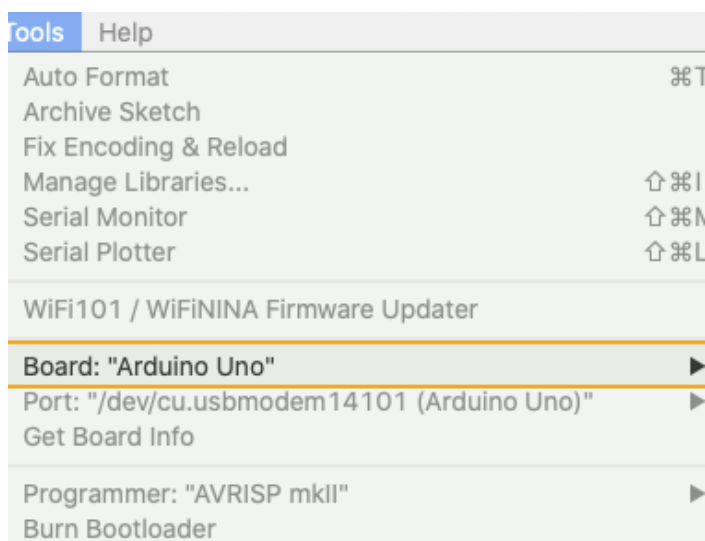 Tools Help
Auto Format ⌘T
Archive Sketch
Fix Encoding & Reload
Manage Libraries... ⇧⌘I
Serial Monitor ⇧⌘M
Serial Plotter ⇧⌘L
WiFi101 / WiFiNINA Firmware Updater
Board: "Arduino Uno" ▶
Port: "/dev/cu.usbmodem14101 (Arduino Uno)" ▶
Get Board Info
Programmer: "AVRISP mkII" ▶
Burn Bootloader